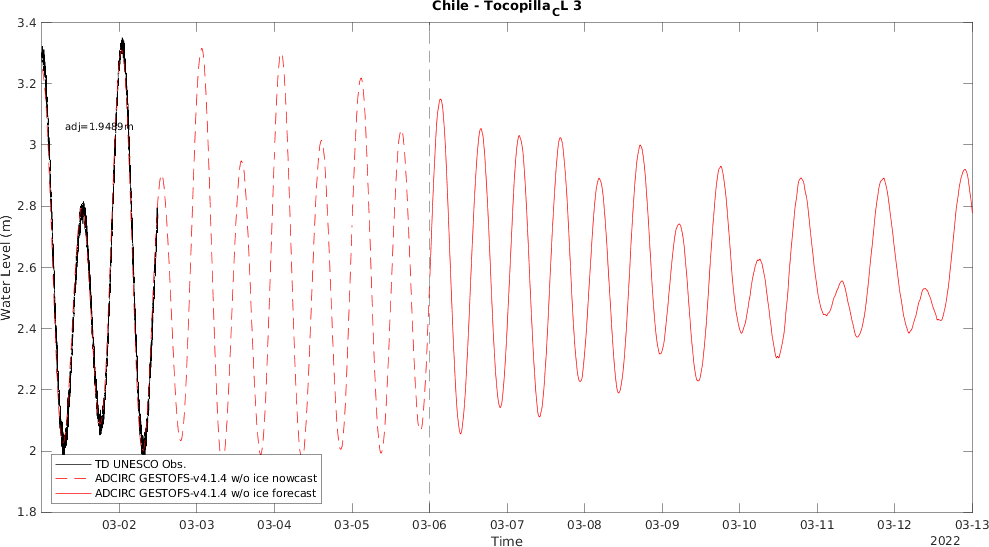 Chile - Tocopilla_CL 3
3.4
3.2
3
2.8
2.6
2.4
2.2
2
1.8
Water Level (m)
adj=1.9489m
TD UNESCO Obs.
ADCIRC GESTOFS-v4.1.4 w/o ice nowcast
ADCIRC GESTOFS-v4.1.4 w/o ice forecast
03-02 03-03 03-04 03-05 03-06 03-07 03-08 03-09 03-10 03-11 03-12 03-13
Time
2022